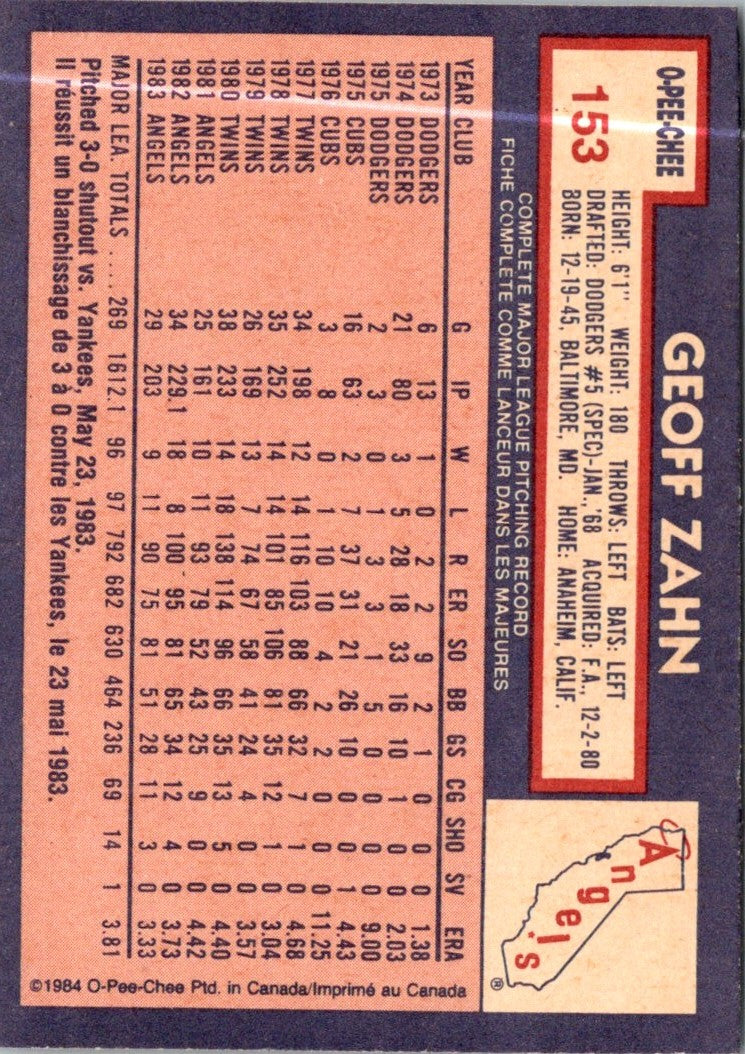 O-PEE-CHEE
153
GEOFF ZAHN
HEIGHT: 6'1" WEIGHT: 180 THROWS: LEFT BATS: LEFT
DRAFTED: DODGERS #5 (SPEC)-JAN., '68 ACQUIRED: F.A., 12-2-80
BORN: 12-19-45, BALTIMORE, MD. HOME: ANAHEIM CALIF.
Angels
®
COMPLETE MAJOR LEAGUE PITCHING RECORD
FICHE COMPLÈTE COMME LANCEUR DANS LES MAJEURES
YEAR CLUB G IP W L R ER SO BB GS CG SHO SV ERA
1973 DODGERS 6 13 1 0 2 2 9 2 1 0 0 0 1.38
1974 DODGERS 21 80 3 5 28 18 33 16 10 1 0 0 2.03
1975 DODGERS 2 3 0 1 3 3 1 5 0 0 0 0 9.00
1975 CUBS 16 63 2 7 37 31 21 26 10 0 0 1 4.43
1976 CUBS 3 8 0 1 10 10 4 2 2 0 0 0 11.25
1977 TWINS 34 198 12 14 116 103 88 66 32 7 1 0 4.68
1978 TWINS 35 252 14 14 101 85 106 81 35 12 1 0 3.04
1979 TWINS 26 169 13 7 74 67 58 41 24 4 0 0 3.57
1980 TWINS 38 233 14 18 138 114 96 66 35 13 5 0 4.40
1981 ANGELS 25 161 10 11 93 79 52 43 25 9 0 0 4.42
1982 ANGELS 34 229.1 18 8 100 95 81 65 34 12 4 0 3.73
1983 ANGELS 29 203 9 11 90 75 81 51 28 11 3 0 3.33
MAJOR LEA. TOTALS .... 269 1612.1 96 97 792 682 630 464 236 69 14 1 3.81
Pitched 3-0 shutout vs. Yankees, May 23, 1983.
Il réussit un blanchissage de 3 à 0 contre les Yankees, le 23 mai 1983.
©1984 O-Pee-Chee Ptd. in Canada/Imprimé au Canada